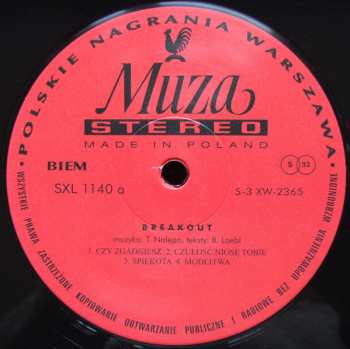 · POLSKIE NAGRANIA WARSZAWA ·
Muza
STEREO
MADE IN POLAND
BIEM
S 33
SXL 1140 a
S-3 XW-2365
BREAKOUT
muzyka: T. Nalepa, teksty: B. Loebl
1. CZY ZGADNIESZ 2. CZUŁOŚĆ NIOSĘ TOBIE
3. SPIEKOTA 4. MODLITWA
WSZYSTKIE PRAWA ZASTRZEŻONE KOPIOWANIE ODTWARZANIE PUBLICZNE I RADIOWE BEZ UPOWAŻNIENIA WZBRONIONE